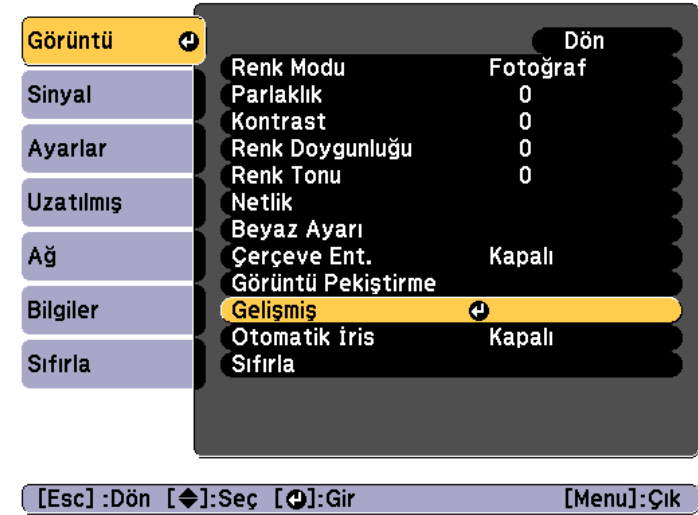 Görüntü
Sinyal
Ayarlar
Uzatılmış
Ağ
Bilgiler
Sıfırla
Dön
Renk Modu Fotoğraf
Parlaklık 0
Kontrast 0
Renk Doygunluğu 0
Renk Tonu 0
Netlik
Beyaz Ayarı
Çerçeve Ent. Kapalı
Görüntü Pekiştirme
Gelişmiş
Otomatik İris Kapalı
Sıfırla
[Esc] :Dön [◆]:Seç [↵]:Gir [Menu]:Çık